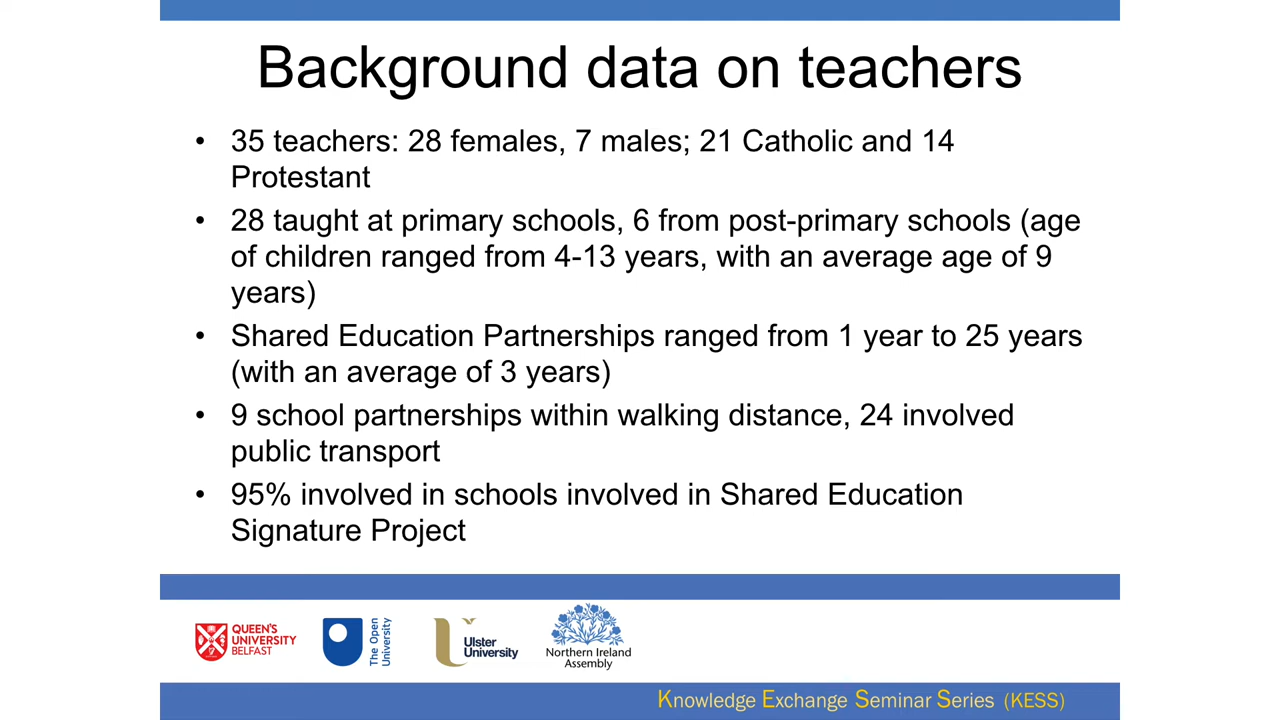 Background data on teachers
• 35 teachers: 28 females, 7 males; 21 Catholic and 14
Protestant
• 28 taught at primary schools, 6 from post-primary schools (age
of children ranged from 4-13 years, with an average age of 9
years)
• Shared Education Partnerships ranged from 1 year to 25 years
(with an average of 3 years)
• 9 school partnerships within walking distance, 24 involved
public transport
• 95% involved in schools involved in Shared Education
Signature Project
QUEEN'S
UNIVERSITY
BELFAST
The Open
University
Ulster
University
Northern Ireland
Assembly
Knowledge Exchange Seminar Series (KESS)